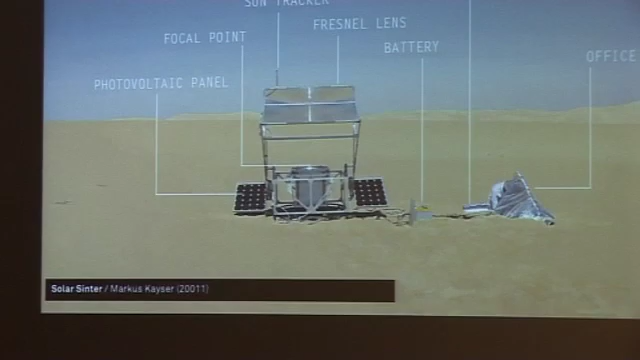 SUN TRACKER
FRESNEL LENS
FOCAL POINT
BATTERY
OFFICE
PHOTOVOLTAIC PANEL
Solar Sinter / Markus Kayser (20011)